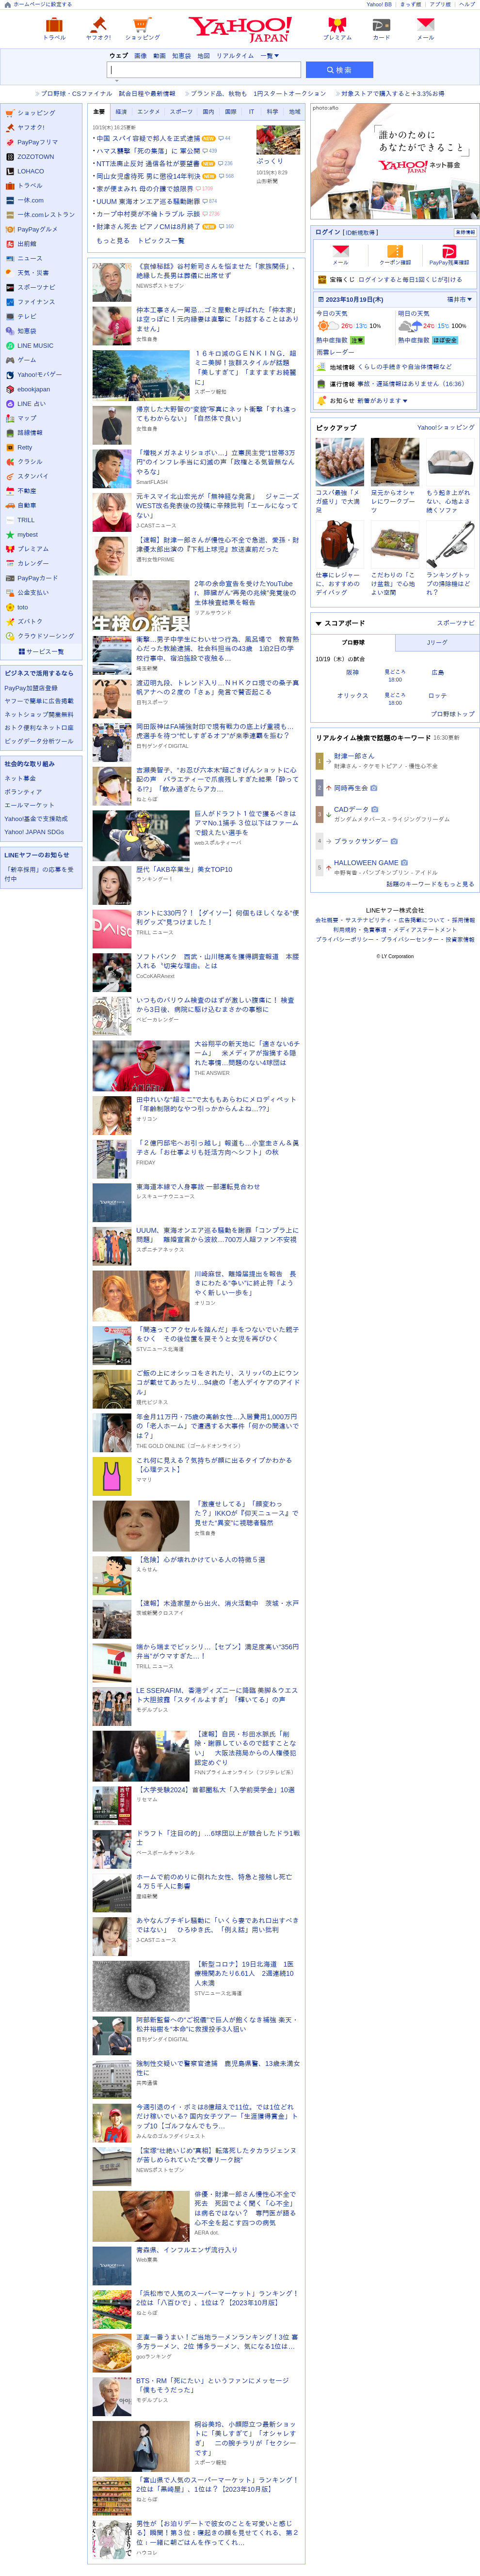 ホームページに設定する
Yahoo! BB
きっず版
アプリ版
ヘルプ
トラベル
ヤフオク!
ショッピング
YAHOO! JAPAN
プレミアム
カード
メール
ウェブ 画像 動画 知恵袋 地図 リアルタイム 一覧
検索
プロ野球・CSファイナル 試合日程や最新情報
ブランド品、秋物も 1円スタートオークション
対象ストアで購入すると＋3.3%お得
ショッピング
ヤフオク!
PayPayフリマ
ZOZOTOWN
LOHACO
トラベル
一休.com
一休.comレストラン
PayPayグルメ
出前館
ニュース
天気・災害
スポーツナビ
ファイナンス
テレビ
知恵袋
LINE MUSIC
ゲーム
Yahoo!モバゲー
ebookjapan
LINE 占い
マップ
路線情報
Retty
クラシル
スタンバイ
不動産
自動車
TRILL
mybest
プレミアム
カレンダー
PayPayカード
公金支払い
toto
ズバトク
クラウドソーシング
サービス一覧
ビジネスで活用するなら
PayPay加盟店登録
ヤフーで簡単に広告掲載
ネットショップ開業無料
おトク便利なネット口座
ビッグデータ分析ツール
社会的な取り組み
ネット募金
ボランティア
エールマーケット
Yahoo!基金で支援助成
Yahoo! JAPAN SDGs
LINEヤフーのお知らせ
「新卒採用」の応募を受付中
主要 経済 エンタメ スポーツ 国内 国際 IT 科学 地域
10/19(木) 16:25更新
中国 スパイ容疑で邦人を正式逮捕 NEW 44
ハマス襲撃「死の集落」に 軍公開 439
NTT法廃止反対 通信各社が要望書 NEW 236
岡山女児虐待死 男に懲役14年判決 NEW 568
家が便まみれ 母の介護で娘限界 1705
UUUM 東海オンエア巡る騒動謝罪 874
カープ中村奨が不倫トラブル 示談 2736
財津さん死去 ピアノCMは8月終了 NEW 160
もっと見る トピックス一覧
ぷっくり
10/19(木) 8:29
山形新聞
《哀悼秘話》谷村新司さんを悩ませた「家族関係」、絶縁した長男は葬儀に出席せず
NEWSポストセブン
仲本工事さん一周忌…ゴミ屋敷と呼ばれた「仲本家」は空っぽに！元内縁妻は直撃に「お話することはありません」
女性自身
１６キロ減のＧＥＮＫＩＮＧ、超ミニ美脚！抜群スタイルが話題 「美しすぎて」「ますますお綺麗に」
スポーツ報知
帰京した大野智の“変貌”写真にネット衝撃「すれ違ってもわからない」「自然体で良い」
女性自身
「増税メガネよりショボい…」立憲民主党“1世帯3万円”のインフレ手当に幻滅の声「政権とる気皆無なんやろな」
SmartFLASH
元キスマイ北山宏光が「無神経な発言」 ジャニーズWEST改名発表後の投稿に辛辣批判「エールになってない」
J-CASTニュース
【速報】財津一郎さんが慢性心不全で急逝、愛孫・財津優太郎出演の『下剋上球児』放送直前だった
週刊女性PRIME
2年の余命宣告を受けたYouTuber、膵臓がん“再発の兆候”発覚後の生体検査結果を報告
リアルサウンド
衝撃…男子中学生にわいせつ行為、風呂場で 教育熱心だった教諭逮捕、社会科担当の43歳 1泊2日の学校行事中、宿泊施設で夜触る…
埼玉新聞
渡辺明九段、トレンド入り…ＮＨＫクロ現での桑子真帆アナへの２度の「さぁ」発言で賛否起こる
日刊スポーツ
岡田阪神はFA補強封印で現有戦力の底上げ重視も…虎選手を待つ“忙しすぎるオフ”が来季連覇を脅む？
日刊ゲンダイDIGITAL
吉瀬美智子、“お忍び六本木”超ごきげんショットに心配の声 バラエティーで爪痕残しすぎた結果「酔ってる!?」「飲み過ぎたらアカ…
ねとらぼ
巨人がドラフト１位で獲るべきはアマNo.1捕手 ３位以下はフォームで鍛えたい選手を
webスポルティーバ
歴代「AKB卒業生」美女TOP10
ランキングー！
ホントに330円？！【ダイソー】何個もほしくなる“便利グッズ”見つけました！
TRILL ニュース
ソフトバンク 西武・山川穂高を獲得調査報道 本腰入れる〝切実な理由〟とは
CoCoKARAnext
いつものバリウム検査のはずが激しい腹痛に！ 検査から3日後、病院に駆け込むまさかの事態に
ベビーカレンダー
大谷翔平の新天地に「適さない6チーム」 米メディアが指摘する隠れた事情…問題のない4球団は
THE ANSWER
田中れいな“超ミニ”で太ももあらわにメロディベット「年齢制限的なやつ引っかからんよね…??」
オリコン
「２億円邸宅へお引っ越し」報道も…小室圭さん＆眞子さん「お仕事よりも妊活方向へシフト」の秋
FRIDAY
東海道本線で人身事故 一部運転見合わせ
レスキューナウニュース
UUUM、東海オンエア巡る騒動を謝罪「コンプラ上に問題」 離婚宣言から波紋…700万人超ファン不安視
スポニチアネックス
川崎麻世、離婚届提出を報告 長きにわたる“争い”に終止符「ようやく新しい一歩を」
オリコン
「間違ってアクセルを踏んだ」手をつないでいた親子をひく その後位置を戻そうと女児を再びひく
STVニュース北海道
ご飯の上にオシッコをされたり、スリッパの上にウンコが載せてあったり…94歳の「老人デイケアのアイドル」
現代ビジネス
年金月11万円・75歳の高齢女性…入居費用1,000万円の「老人ホーム」で遭遇する大事件「何かの間違いでは？」
THE GOLD ONLINE（ゴールドオンライン）
これ何に見える？気持ちが顔に出るタイプかわかる【心理テスト】
ママリ
「激痩せしてる」「顔変わった？」IKKOが『仰天ニュース』で見せた“異変”に視聴者騒然
女性自身
【危険】心が壊れかけている人の特徴５選
えらせん
【速報】木造家屋から出火、消火活動中 茨城・水戸
茨城新聞クロスアイ
端から端までビッシリ…【セブン】満足度高い“356円弁当”がウマすぎた…！
TRILL ニュース
LE SSERAFIM、香港ディズニーに降臨 美脚＆ウエスト大胆披露「スタイルよすぎ」「輝いてる」の声
モデルプレス
【速報】自民・杉田水脈氏「削除・謝罪しているので話すことない」 大阪法務局からの人権侵犯認定めぐり
FNNプライムオンライン（フジテレビ系）
【大学受験2024】首都圏私大「入学前奨学金」10選
リセマム
ドラフト「注目の的」…6球団以上が競合したドラ1戦士
ベースボールチャンネル
ホームで前のめりに倒れた女性、特急と接触し死亡 ４万５千人に影響
産経新聞
あやなんブチギレ騒動に「いくら妻であれロ出すべきではない」 ひろゆき氏、「例え話」用い批判
J-CASTニュース
【新型コロナ】19日北海道 1医療機関あたり6.61人 2週連続10人未満
STVニュース北海道
阿部新監督への“ご祝儀”で巨人が飽くなき補強 楽天・松井裕樹を“本命”に救援投手3人狙い
日刊ゲンダイDIGITAL
強制性交疑いで警察官逮捕 鹿児島県警、13歳未満女性に
共同通信
今週引退のイ・ボミは8億超えで11位。では1位どれだけ稼いでいる? 国内女子ツアー「生涯獲得賞金」トップ10【ゴルフなんでもラ…
みんなのゴルフダイジェスト
【宝塚“壮絶いじめ”真相】転落死したタカラジェンヌが苦しめられていた“文春リーク説”
NEWSポストセブン
俳優・財津一郎さん慢性心不全で死去 死因でよく聞く「心不全」は病名ではない？ 専門医が語る心不全を起こす四つの病気
AERA dot.
青森県、インフルエンザ流行入り
Web東奥
「浜松市で人気のスーパーマーケット」ランキング！ 2位は「八百ひで」、1位は？【2023年10月版】
ねとらぼ
正直一番うまい！ご当地ラーメンランキング！3位 喜多方ラーメン、2位 博多ラーメン、気になる1位は…
gooランキング
BTS・RM「死にたい」というファンにメッセージ「僕もそうだった」
モデルプレス
桐谷美玲、小顔際立つ最新ショットに「美しすぎて」「オシャレすぎ」 二の腕チラリが「セクシーです」
スポーツ報知
「富山県で人気のスーパーマーケット」ランキング！ 2位は「黒崎屋」、1位は？【2023年10月版】
ねとらぼ
男性が【お泊りデートで彼女のことを可愛いと感じる】瞬間！第３位：寝起きの顔を見せてくれる、第２位：一緒に朝ごはんを作ってくれ…
ハウコレ
photo:aflo
誰かのために
あなたができること
YAHOO! JAPAN ネット募金
ログイン [ ID新規取得 ]
登録情報
メール
クーポン確認
PayPay残高確認
宝箱くじ ログインすると毎日1回くじが引ける
2023年10月19日(木)
福井市
今日の天気
26℃ 13℃ 10%
熱中症指数 注意
明日の天気
24℃ 15℃ 100%
熱中症指数 ほぼ安全
雨雲レーダー
地域情報 くらしの手続きや自治体情報など
運行情報 事故・遅延情報はありません（16:36）
お知らせ 新着があります
ピックアップ
Yahoo!ショッピング
コスパ最強「メガ盛り」で大満足
足元からオシャレにワークブーツ
もう起き上がれない、心地よさ続くソファ
仕事にレジャーに、おすすめのデイバッグ
こだわりの「こけ盆栽」で心地よい空間
ランキングトップの掃除機はどれ？
スコアボード
スポーツナビ
プロ野球
Jリーグ
10/19（木）の試合
阪神 見どころ 18:00 広島
オリックス 見どころ 18:00 ロッテ
プロ野球トップ
リアルタイム検索で話題のキーワード 16:30更新
1 財津一郎さん
財津さん - タケモトピアノ - 慢性心不全
2 同時再生会
3 CADデータ
ガンダムメタバース - ライジングフリーダム
4 ブラックサンダー
5 HALLOWEEN GAME
中野有壹 - パンプキンプリン - アイドル
話題のキーワードをもっと見る
LINEヤフー株式会社
会社概要 - サステナビリティ - 広告掲載について - 採用情報
利用規約 - 免責事項 - メディアステートメント
プライバシーポリシー - プライバシーセンター - 投資家情報
© LY Corporation